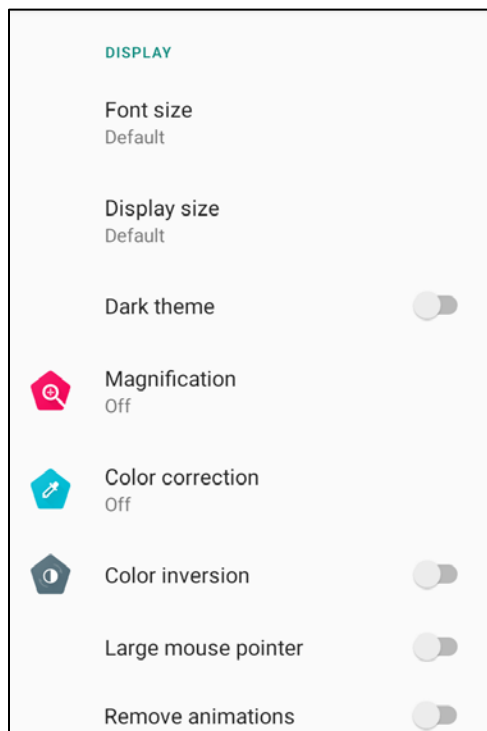 DISPLAY
Font size
Default
Display size
Default
Dark theme
Magnification
Off
Color correction
Off
Color inversion
Large mouse pointer
Remove animations